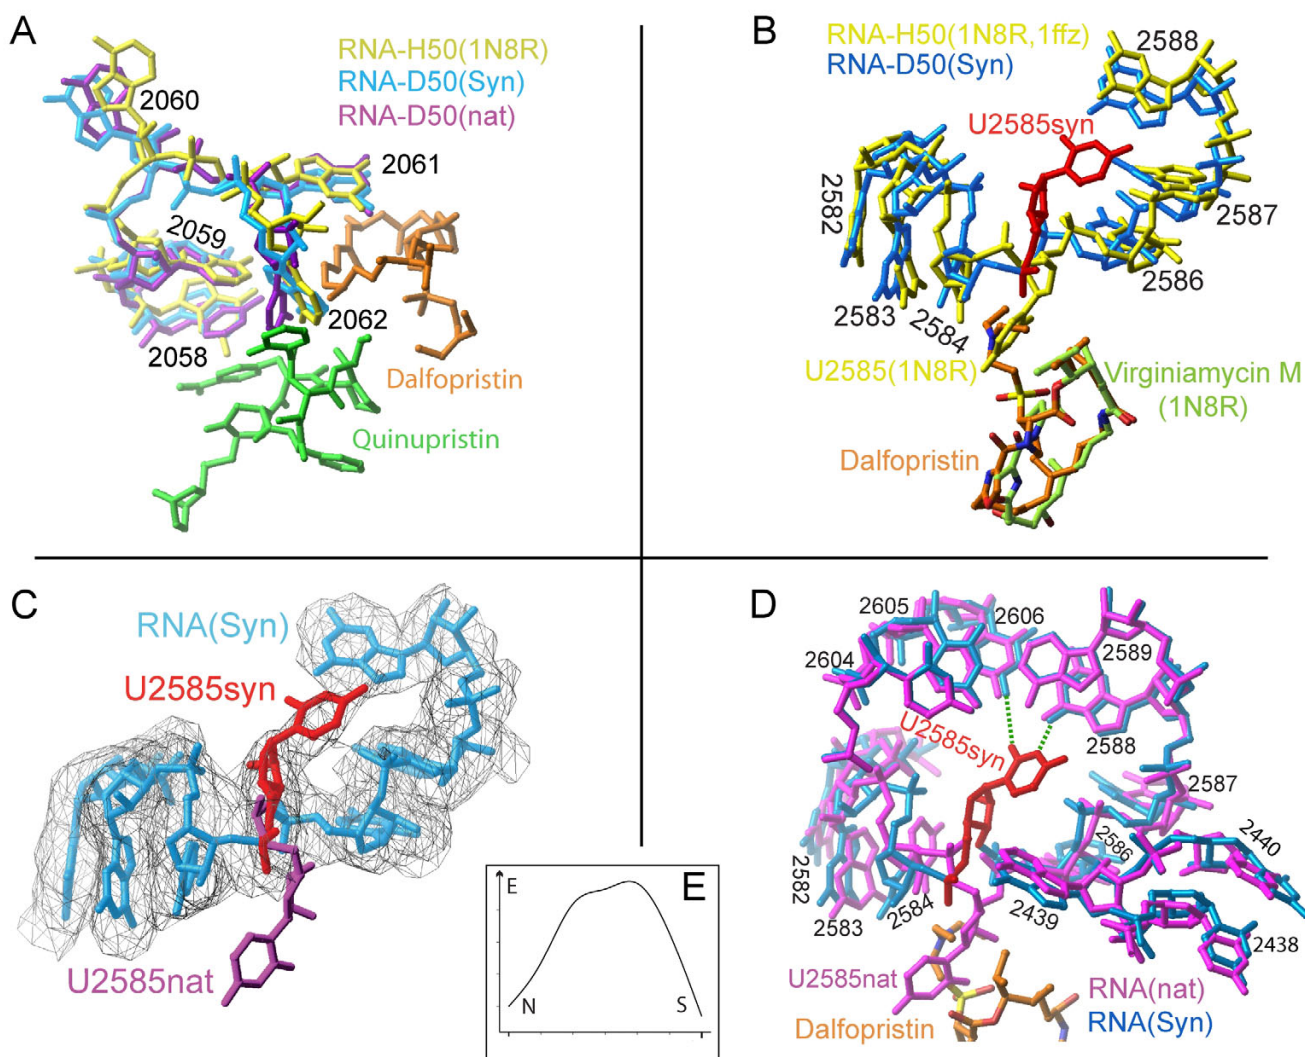 A
RNA-H50(1N8R)
RNA-D50(Syn)
RNA-D50(nat)
2060
2061
2059
2062
2058
Dalfopristin
Quinupristin
B
RNA-H50(1N8R,1ffz)
RNA-D50(Syn)
2588
U2585syn
2582
2587
2586
2583
2584
U2585(1N8R)
Virginiamycin M
(1N8R)
Dalfopristin
C
RNA(Syn)
U2585syn
U2585nat
E
E
N
S
D
2605
2606
2604
2589
U2585syn
2588
2587
2586
2440
2582
2583
2584
2439
2438
U2585nat
RNA(nat)
Dalfopristin
RNA(Syn)